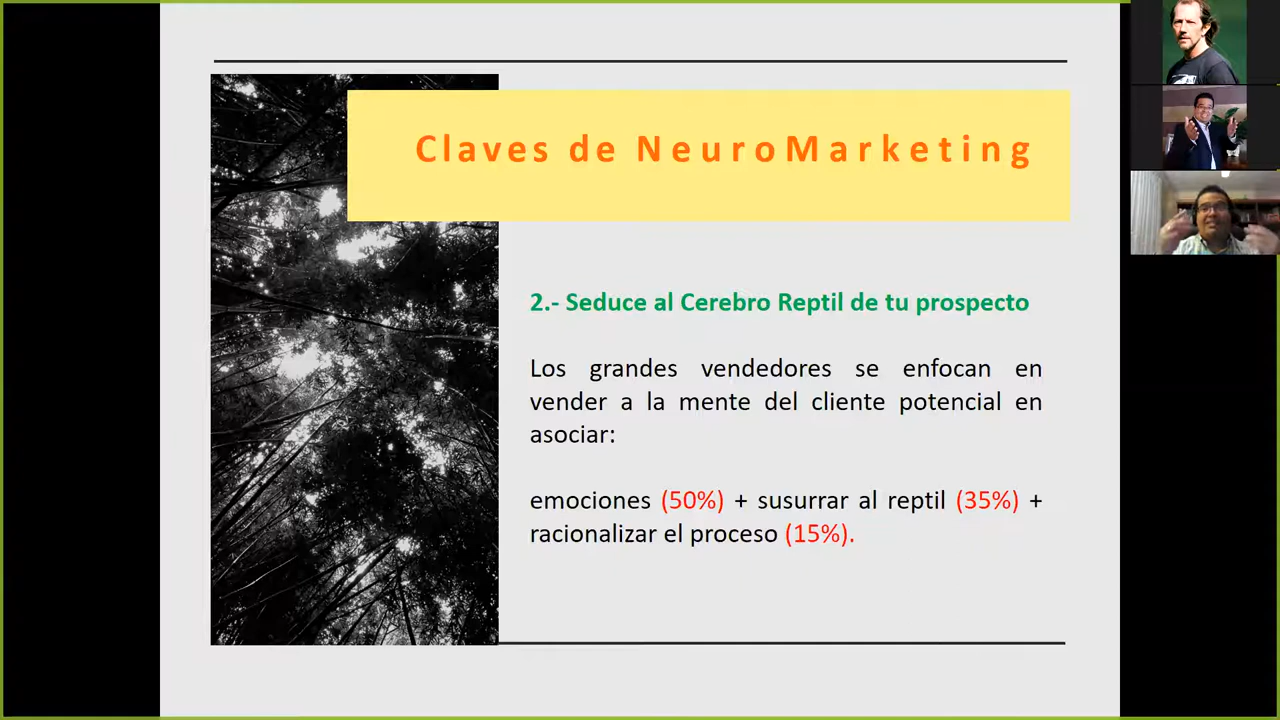 Claves de NeuroMarketing
2.- Seduce al Cerebro Reptil de tu prospecto
Los grandes vendedores se enfocan en
vender a la mente del cliente potencial en
asociar:
emociones (50%) + susurrar al reptil (35%) +
racionalizar el proceso (15%).